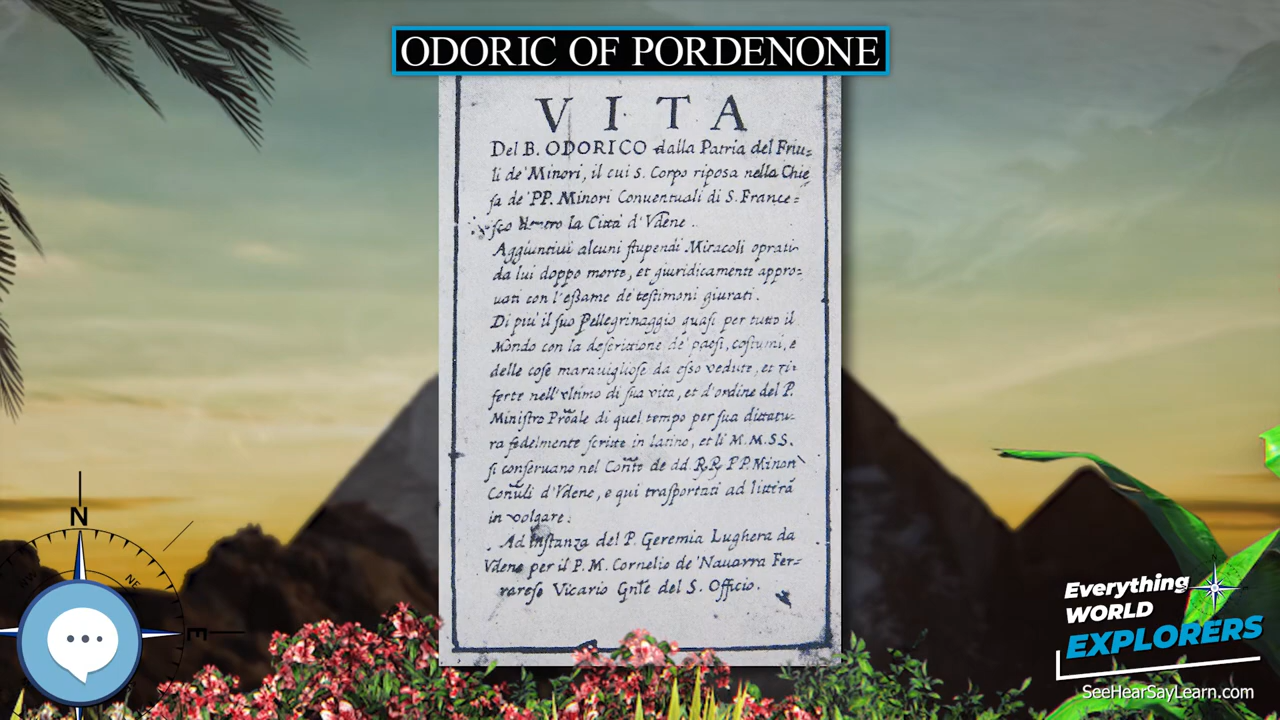 ODORIC OF PORDENONE
VITA
Del B. ODORICO dalla Patria del Friu=
li de' Minori, il cui S. Corpo riposa nella Chie
sa de' PP. Minori Conuentuali di S. France=
sco dentro la Città d'Vdene.
Aggiuntiui alcuni stupendi Miracoli oprati
da lui doppo morte, et giuridicamente appro=
uati con l'essame de testimoni giurati.
Di più il suo Pellegrinaggio quasi per tutto il
Mondo con la descrittione de' paesi, costumi, e
delle cose marauigliose da esso vedute, et ri=
ferte nell'vltimo di sua vita, et d'ordine del P.
Ministro Prõale di quel tempo per sua dittatu=
ra fedelmente scritte in latino, et li M.M.SS.
si conseruano nel Conto de dd. RR PP Minori
Conuli d'Vdene, e qui trasportati ad litterã
in volgare.
Ad instanza del P. Geremia Lughera da
Vdene per il P. M. Cornelio de' Nauarra Fer=
rarese Vicario Gnte del S. Officio.
N
NE
NW
E
Everything
WORLD
EXPLORERS
SeeHearSayLearn.com